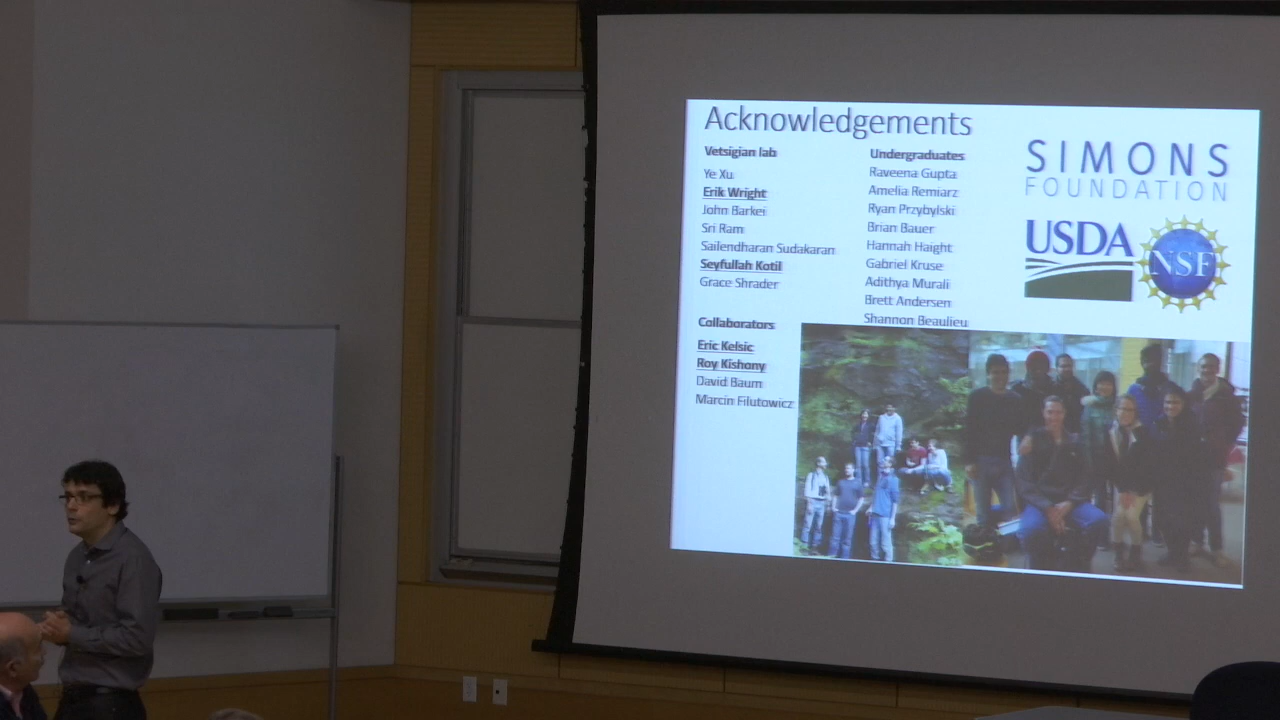 Acknowledgements
Vetsigian lab
Ye Xu
Erik Wright
John Barkei
Sri Ram
Sailendharan Sudakaran
Seyfullah Kotil
Grace Shrader
Collaborators
Eric Kelsic
Roy Kishony
David Baum
Marcin Filutowicz
Undergraduates
Raveena Gupta
Amelia Remiarz
Ryan Przybylski
Brian Bauer
Hannah Haight
Gabriel Kruse
Adithya Murali
Brett Andersen
Shannon Beaulieu
SIMONS
FOUNDATION
USDA
NSF